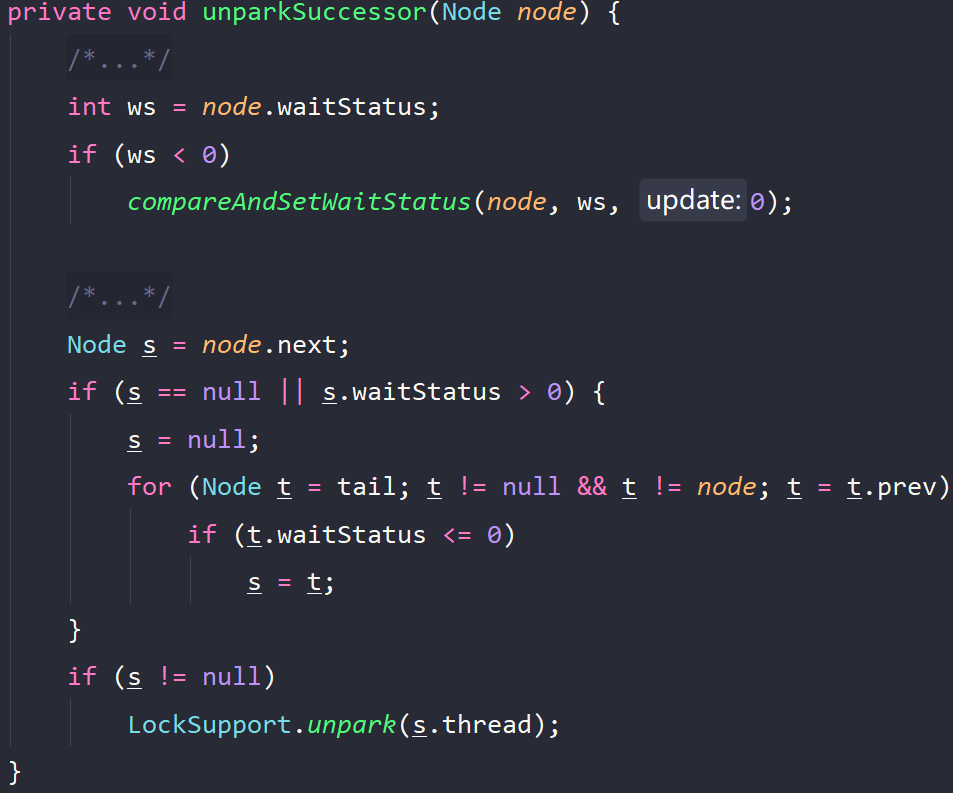 private void unparkSuccessor(Node node) {
/*...*/
int ws = node.waitStatus;
if (ws < 0)
compareAndSetWaitStatus(node, ws, update: 0);
/*...*/
Node s = node.next;
if (s == null || s.waitStatus > 0) {
s = null;
for (Node t = tail; t != null && t != node; t = t.prev)
if (t.waitStatus <= 0)
s = t;
}
if (s != null)
LockSupport.unpark(s.thread);
}